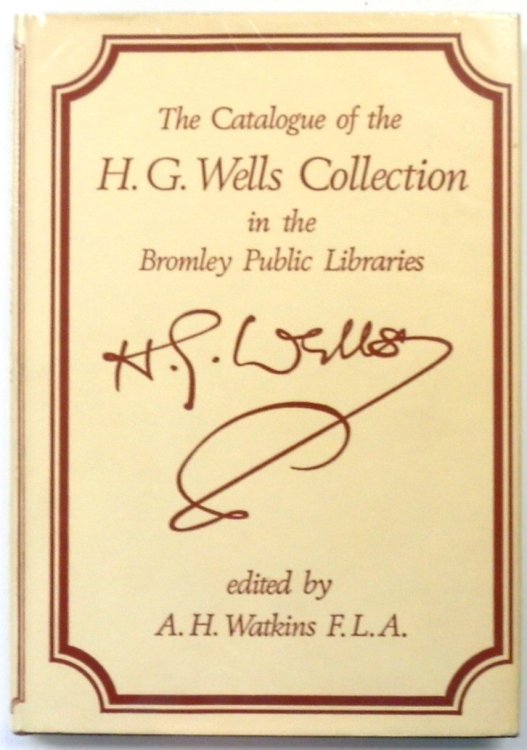 The Catalogue of the
H. G. Wells Collection
in the
Bromley Public Libraries
H. G. Wells
edited by
A. H. Watkins F. L. A.